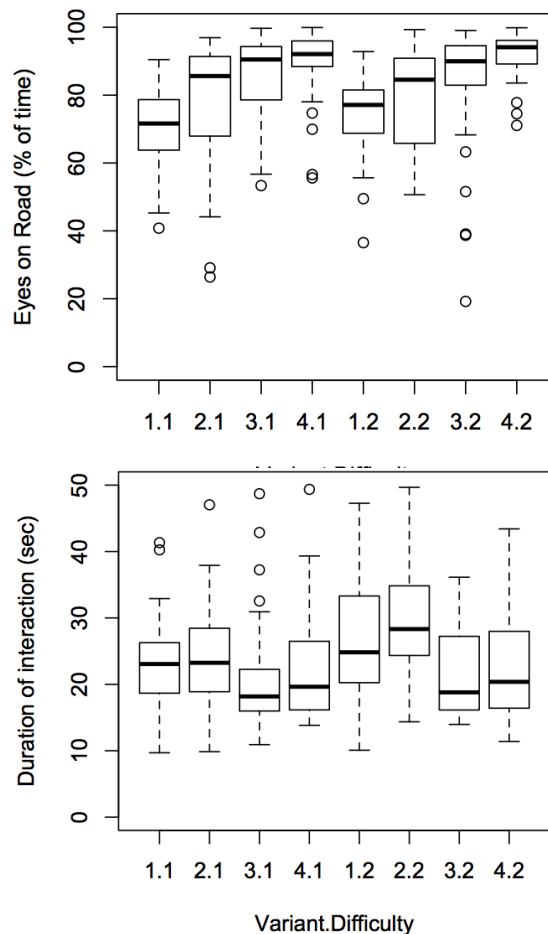 Eyes on Road (% of time)
100
80
60
40
20
0
1.1 2.1 3.1 4.1 1.2 2.2 3.2 4.2
Duration of interaction (sec)
50
40
30
20
10
0
1.1 2.1 3.1 4.1 1.2 2.2 3.2 4.2
Variant.Difficulty